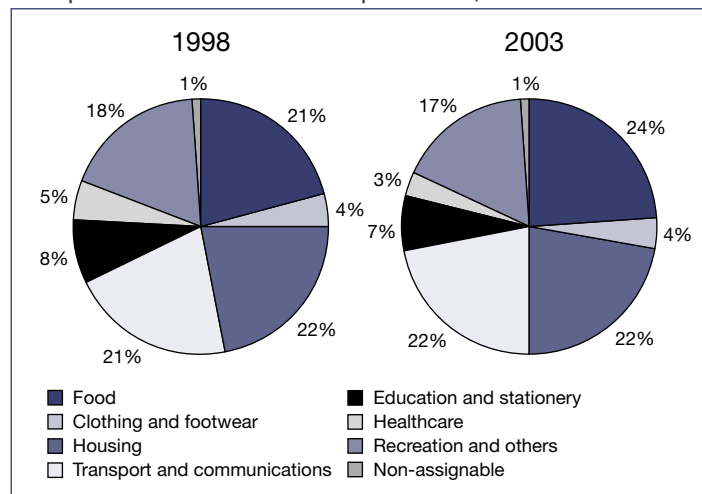 1998
2003
1%
18%
21%
5%
4%
8%
21%
22%
1%
17%
24%
3%
4%
7%
22%
22%
Food
Clothing and footwear
Housing
Transport and communications
Education and stationery
Healthcare
Recreation and others
Non-assignable